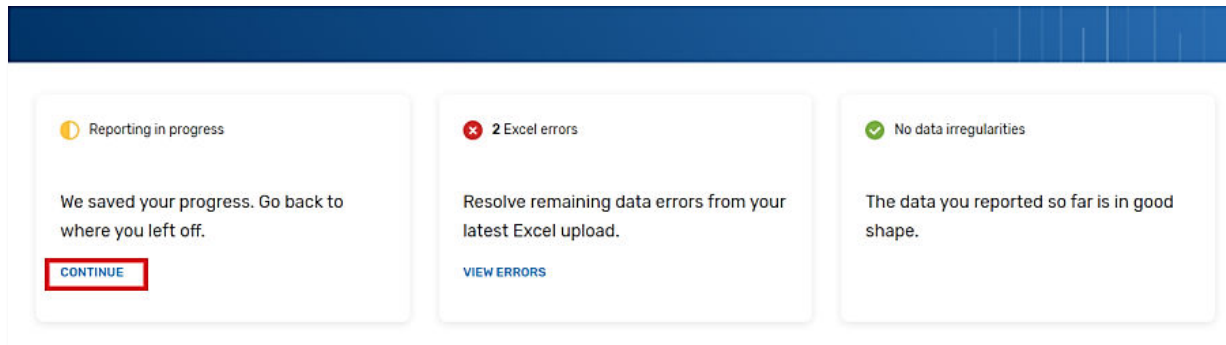 Reporting in progress
We saved your progress. Go back to
where you left off.
CONTINUE
2 Excel errors
Resolve remaining data errors from your
latest Excel upload.
VIEW ERRORS
No data irregularities
The data you reported so far is in good
shape.